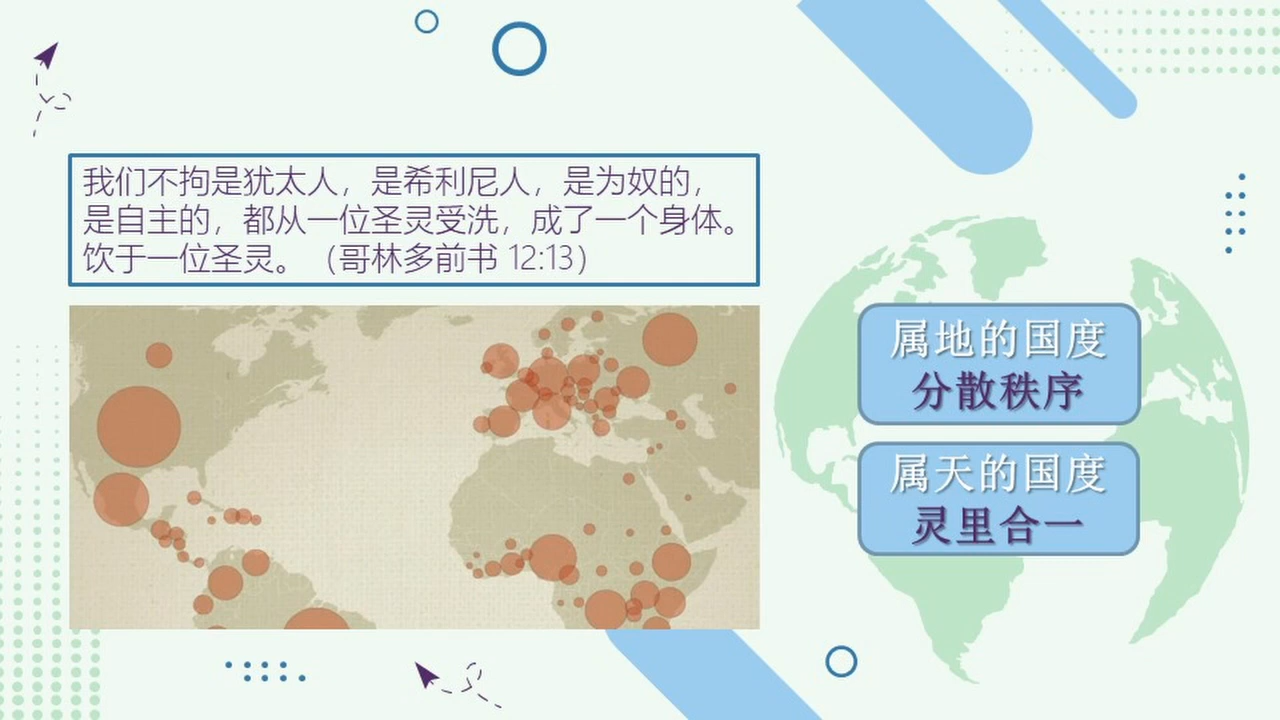 我们不拘是犹太人，是希利尼人，是为奴的，
是自主的，都从一位圣灵受洗，成了一个身体。
饮于一位圣灵。（哥林多前书 12:13）
属地的国度
分散秩序
属天的国度
灵里合一